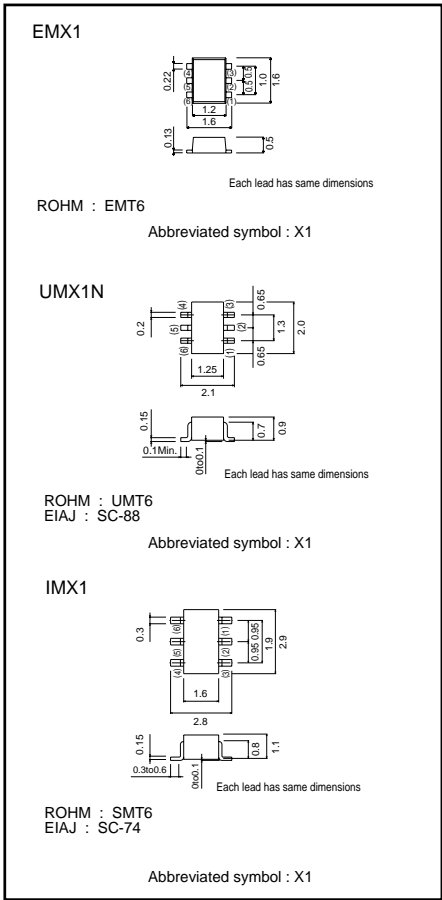 EMX1
0.22
(4)
(3)
(5)
(2)
(6)
(1)
0.5 0.5
1.0
1.6
1.2
1.6
0.13
0.5
Each lead has same dimensions
ROHM : EMT6
Abbreviated symbol : X1
UMX1N
(4)
(3)
0.65
0.2
(5)
(2)
1.3
2.0
(6)
(1)
0.65
1.25
2.1
0.15
0.7
0.9
0.1Min.
0to0.1
Each lead has same dimensions
ROHM : UMT6
EIAJ : SC-88
Abbreviated symbol : X1
IMX1
0.3
(6)
(1)
(5)
(2)
(4)
(3)
0.95 0.95
1.9
2.9
1.6
2.8
0.15
0.8
1.1
0.3to0.6
0to0.1
Each lead has same dimensions
ROHM : SMT6
EIAJ : SC-74
Abbreviated symbol : X1